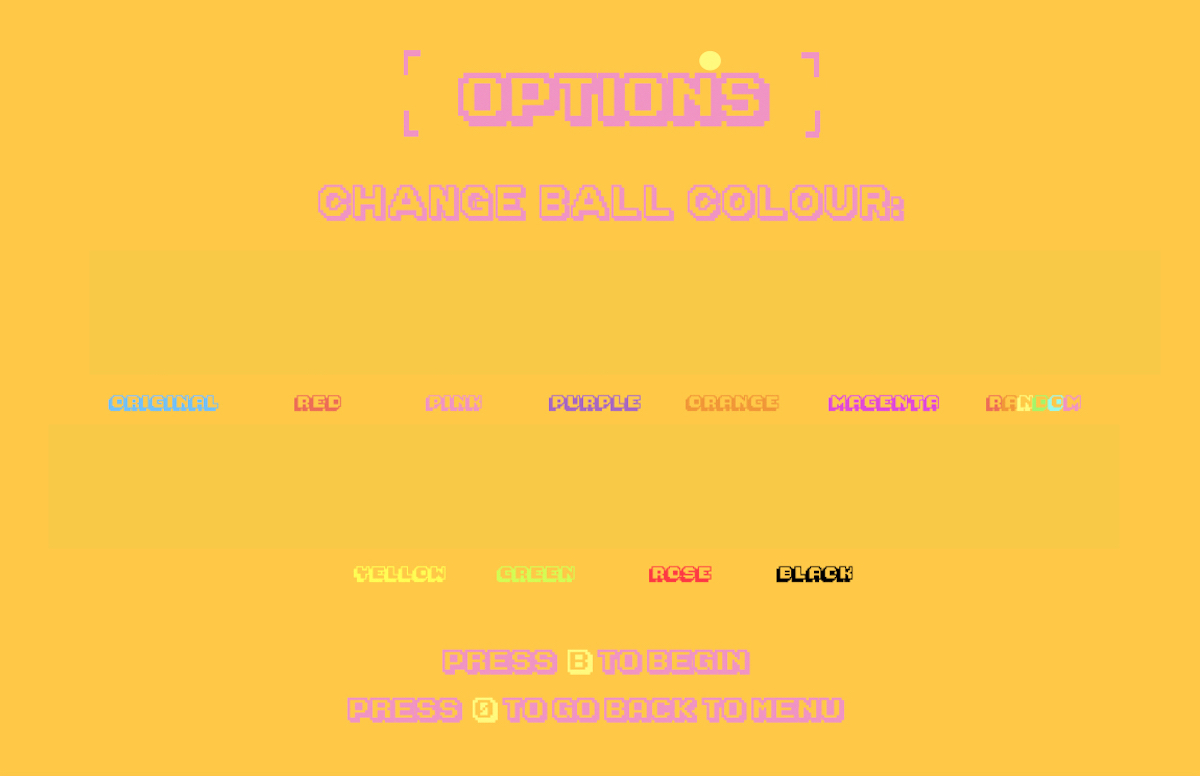 OPTIONS
CHANGE BALL COLOUR:
ORIGINAL RED PINK PURPLE ORANGE MAGENTA RANDOM
YELLOW GREEN ROSE BLACK
PRESS B TO BEGIN
PRESS 0 TO GO BACK TO MENU